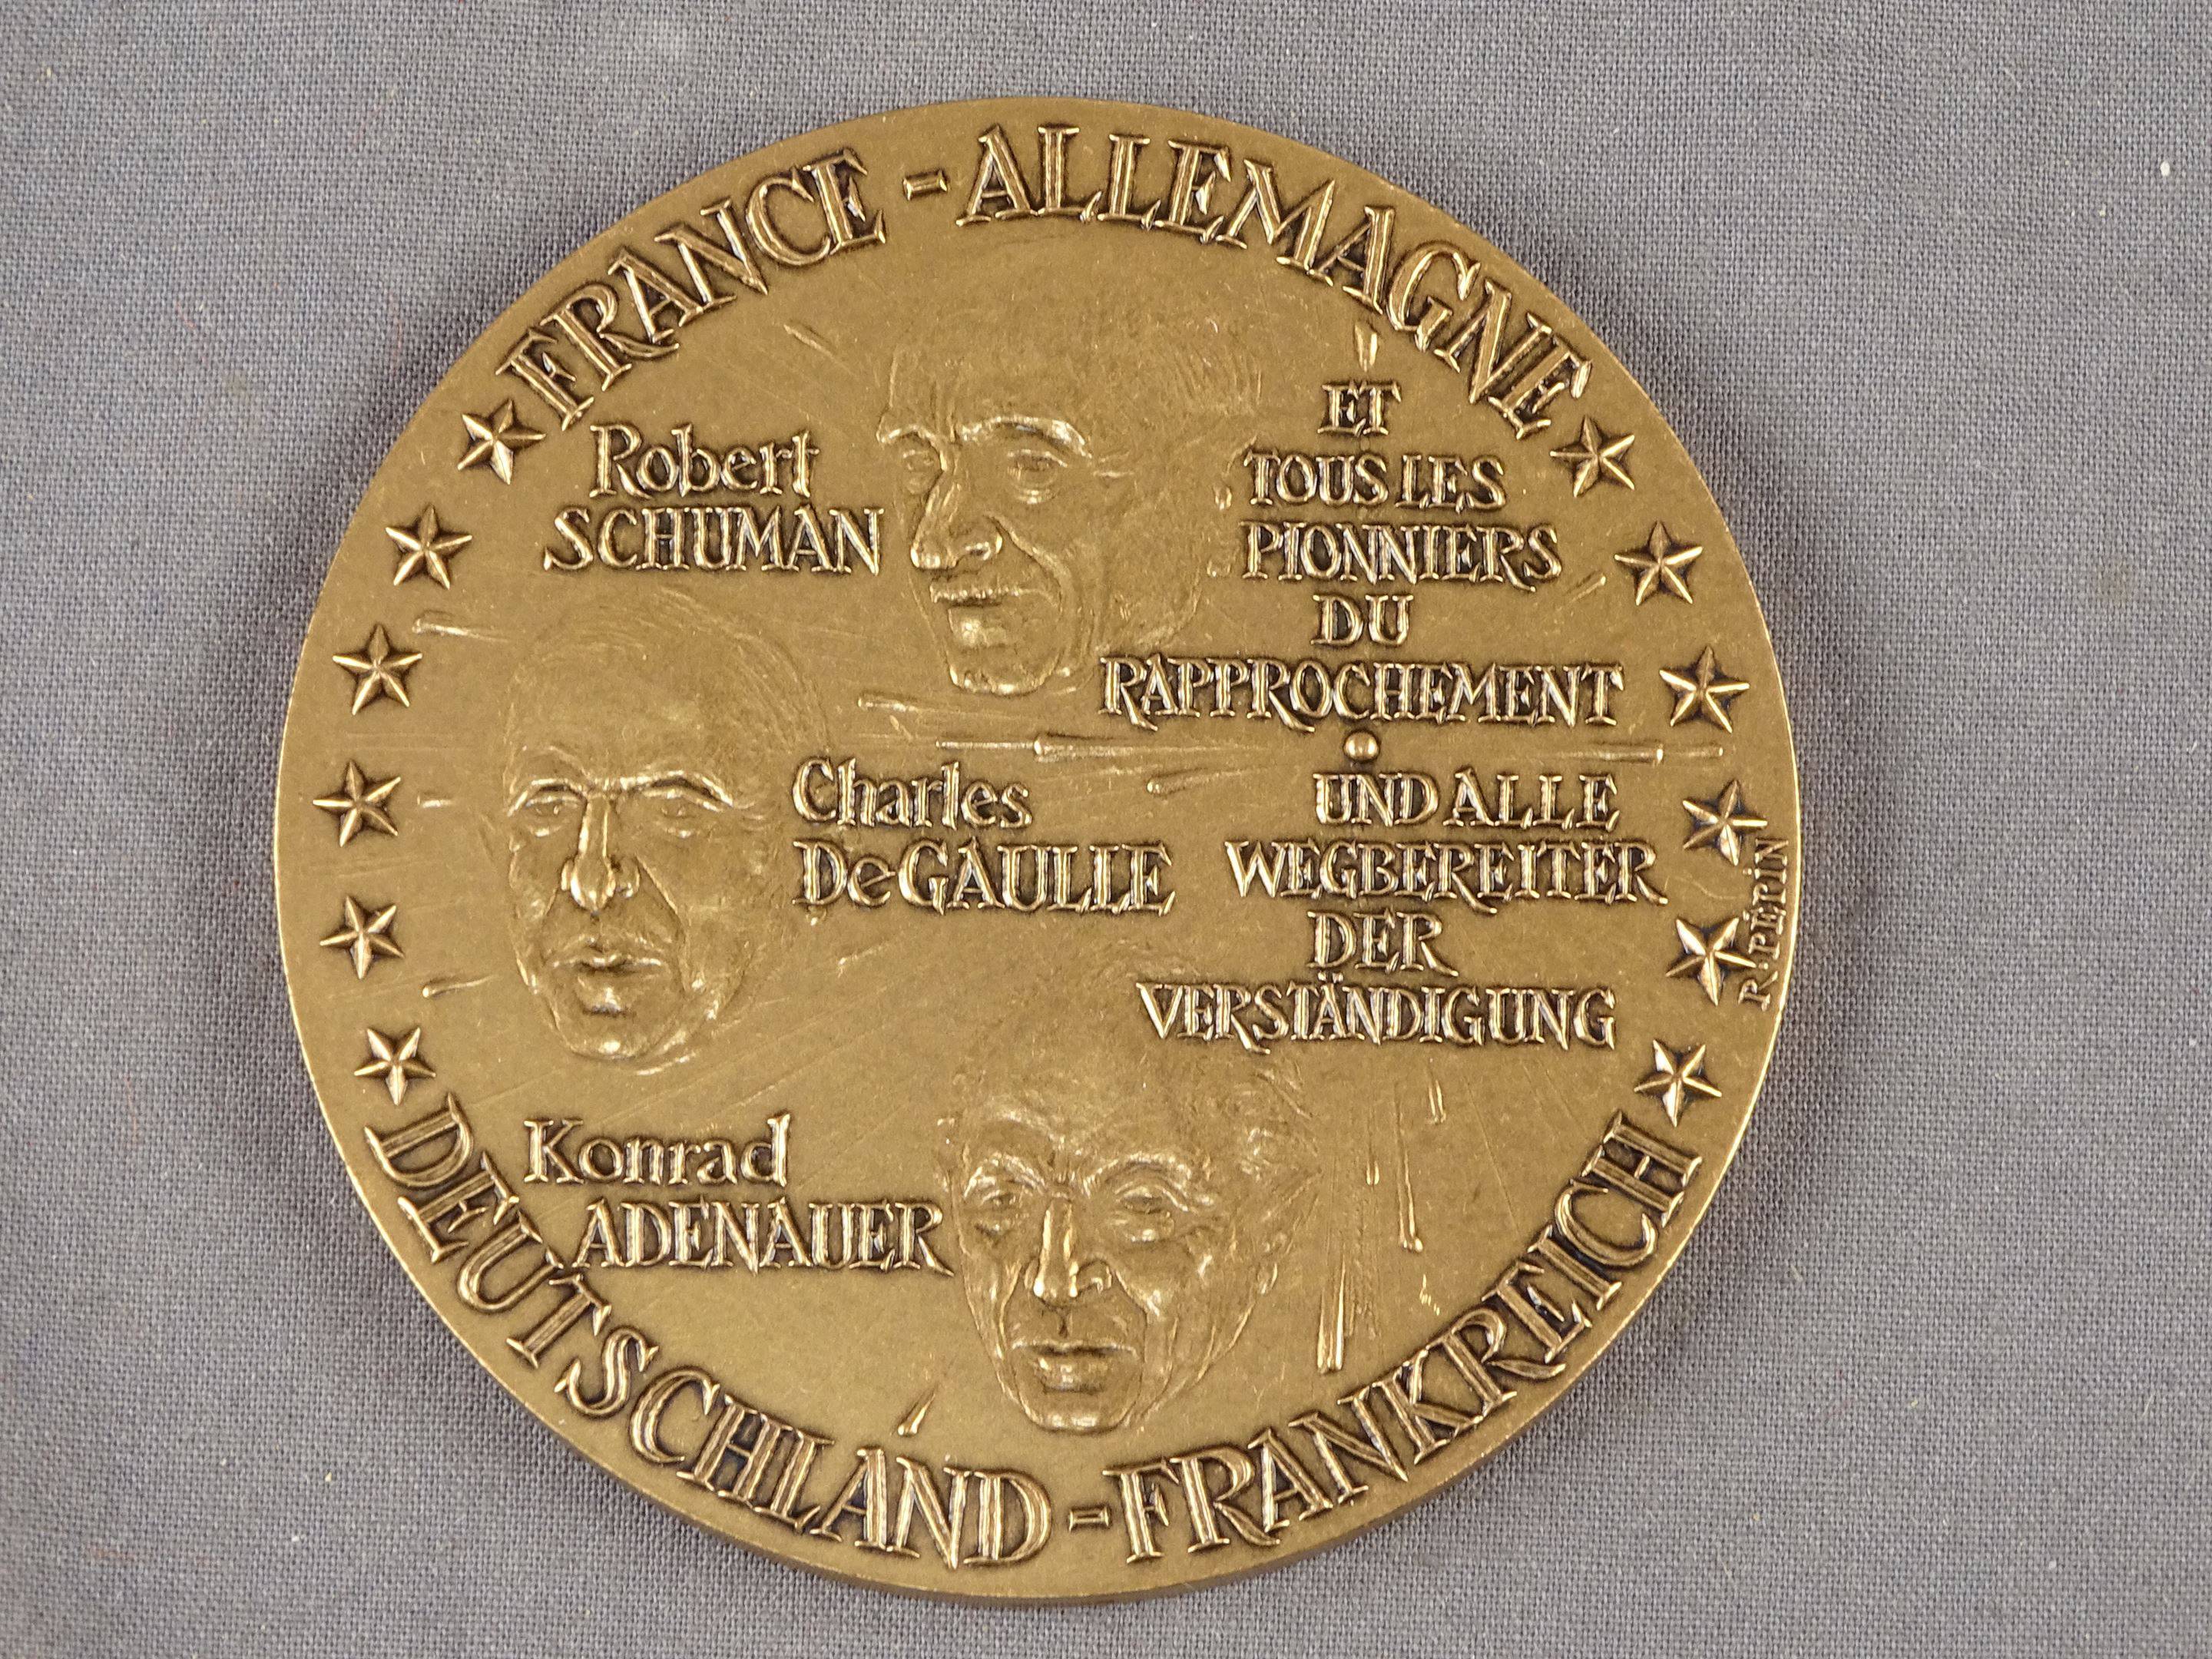 FRANCE - ALLEMAGNE
Robert
SCHUMAN
ET
TOUS LES
PIONNIERS
DU
RAPPROCHEMENT
Charles
De GAULLE
UND ALLE
WEGBEREITER
DER
VERSTÄNDIGUNG
R. PÉPIN
Konrad
ADENAUER
DEUTSCHLAND - FRANKREICH